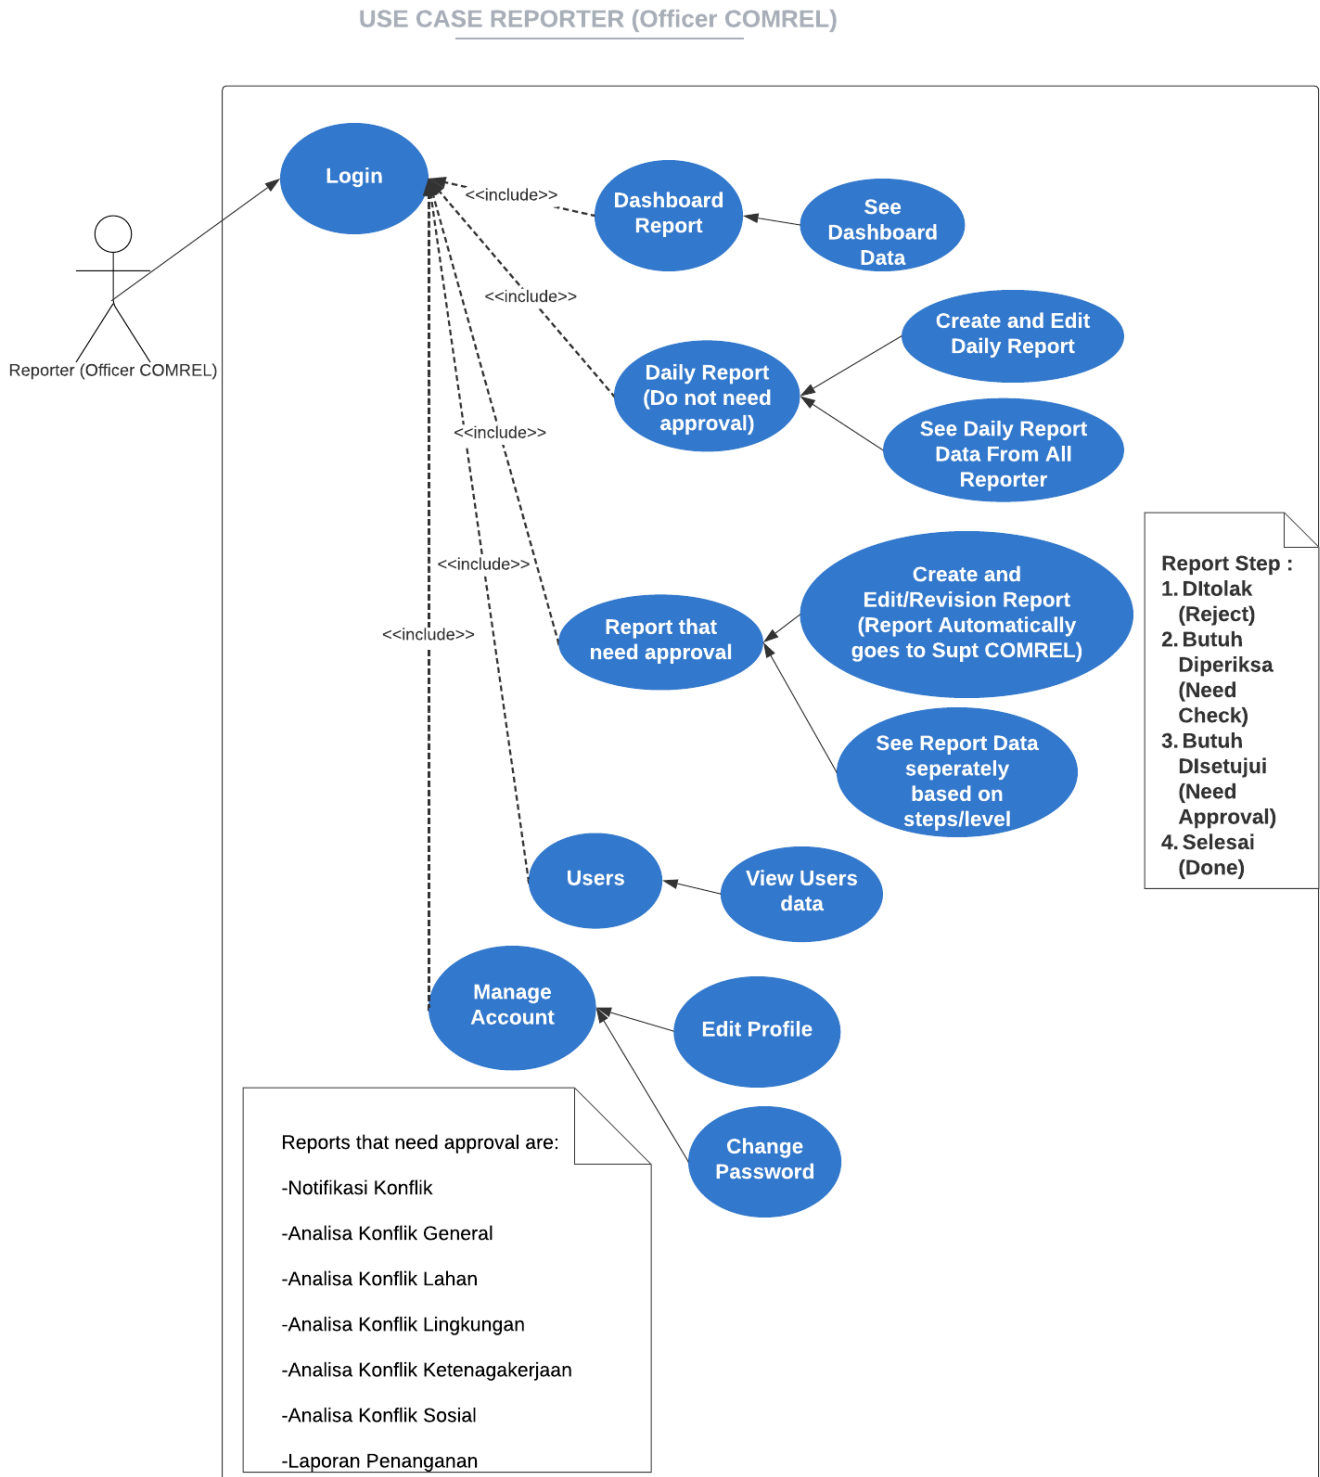 USE CASE REPORTER (Officer COMREL)
Login
<<include>>
Dashboard
Report
See
Dashboard
Data
Reporter (Officer COMREL)
<<include>>
Create and Edit
Daily Report
Daily Report
(Do not need
approval)
<<include>>
See Daily Report
Data From All
Reporter
<<include>>
Create and
Edit/Revision Report
(Report Automatically
goes to Supt COMREL)
<<include>>
Report that
need approval
Report Step :
1. DItolak
(Reject)
2. Butuh
Diperiksa
(Need
Check)
3. Butuh
DIsetujui
(Need
Approval)
4. Selesai
(Done)
See Report Data
seperately
based on
steps/level
Users
View Users
data
Manage
Account
Edit Profile
Change
Password
Reports that need approval are:
-Notifikasi Konflik
-Analisa Konflik General
-Analisa Konflik Lahan
-Analisa Konflik Lingkungan
-Analisa Konflik Ketenagakerjaan
-Analisa Konflik Sosial
-Laporan Penanganan